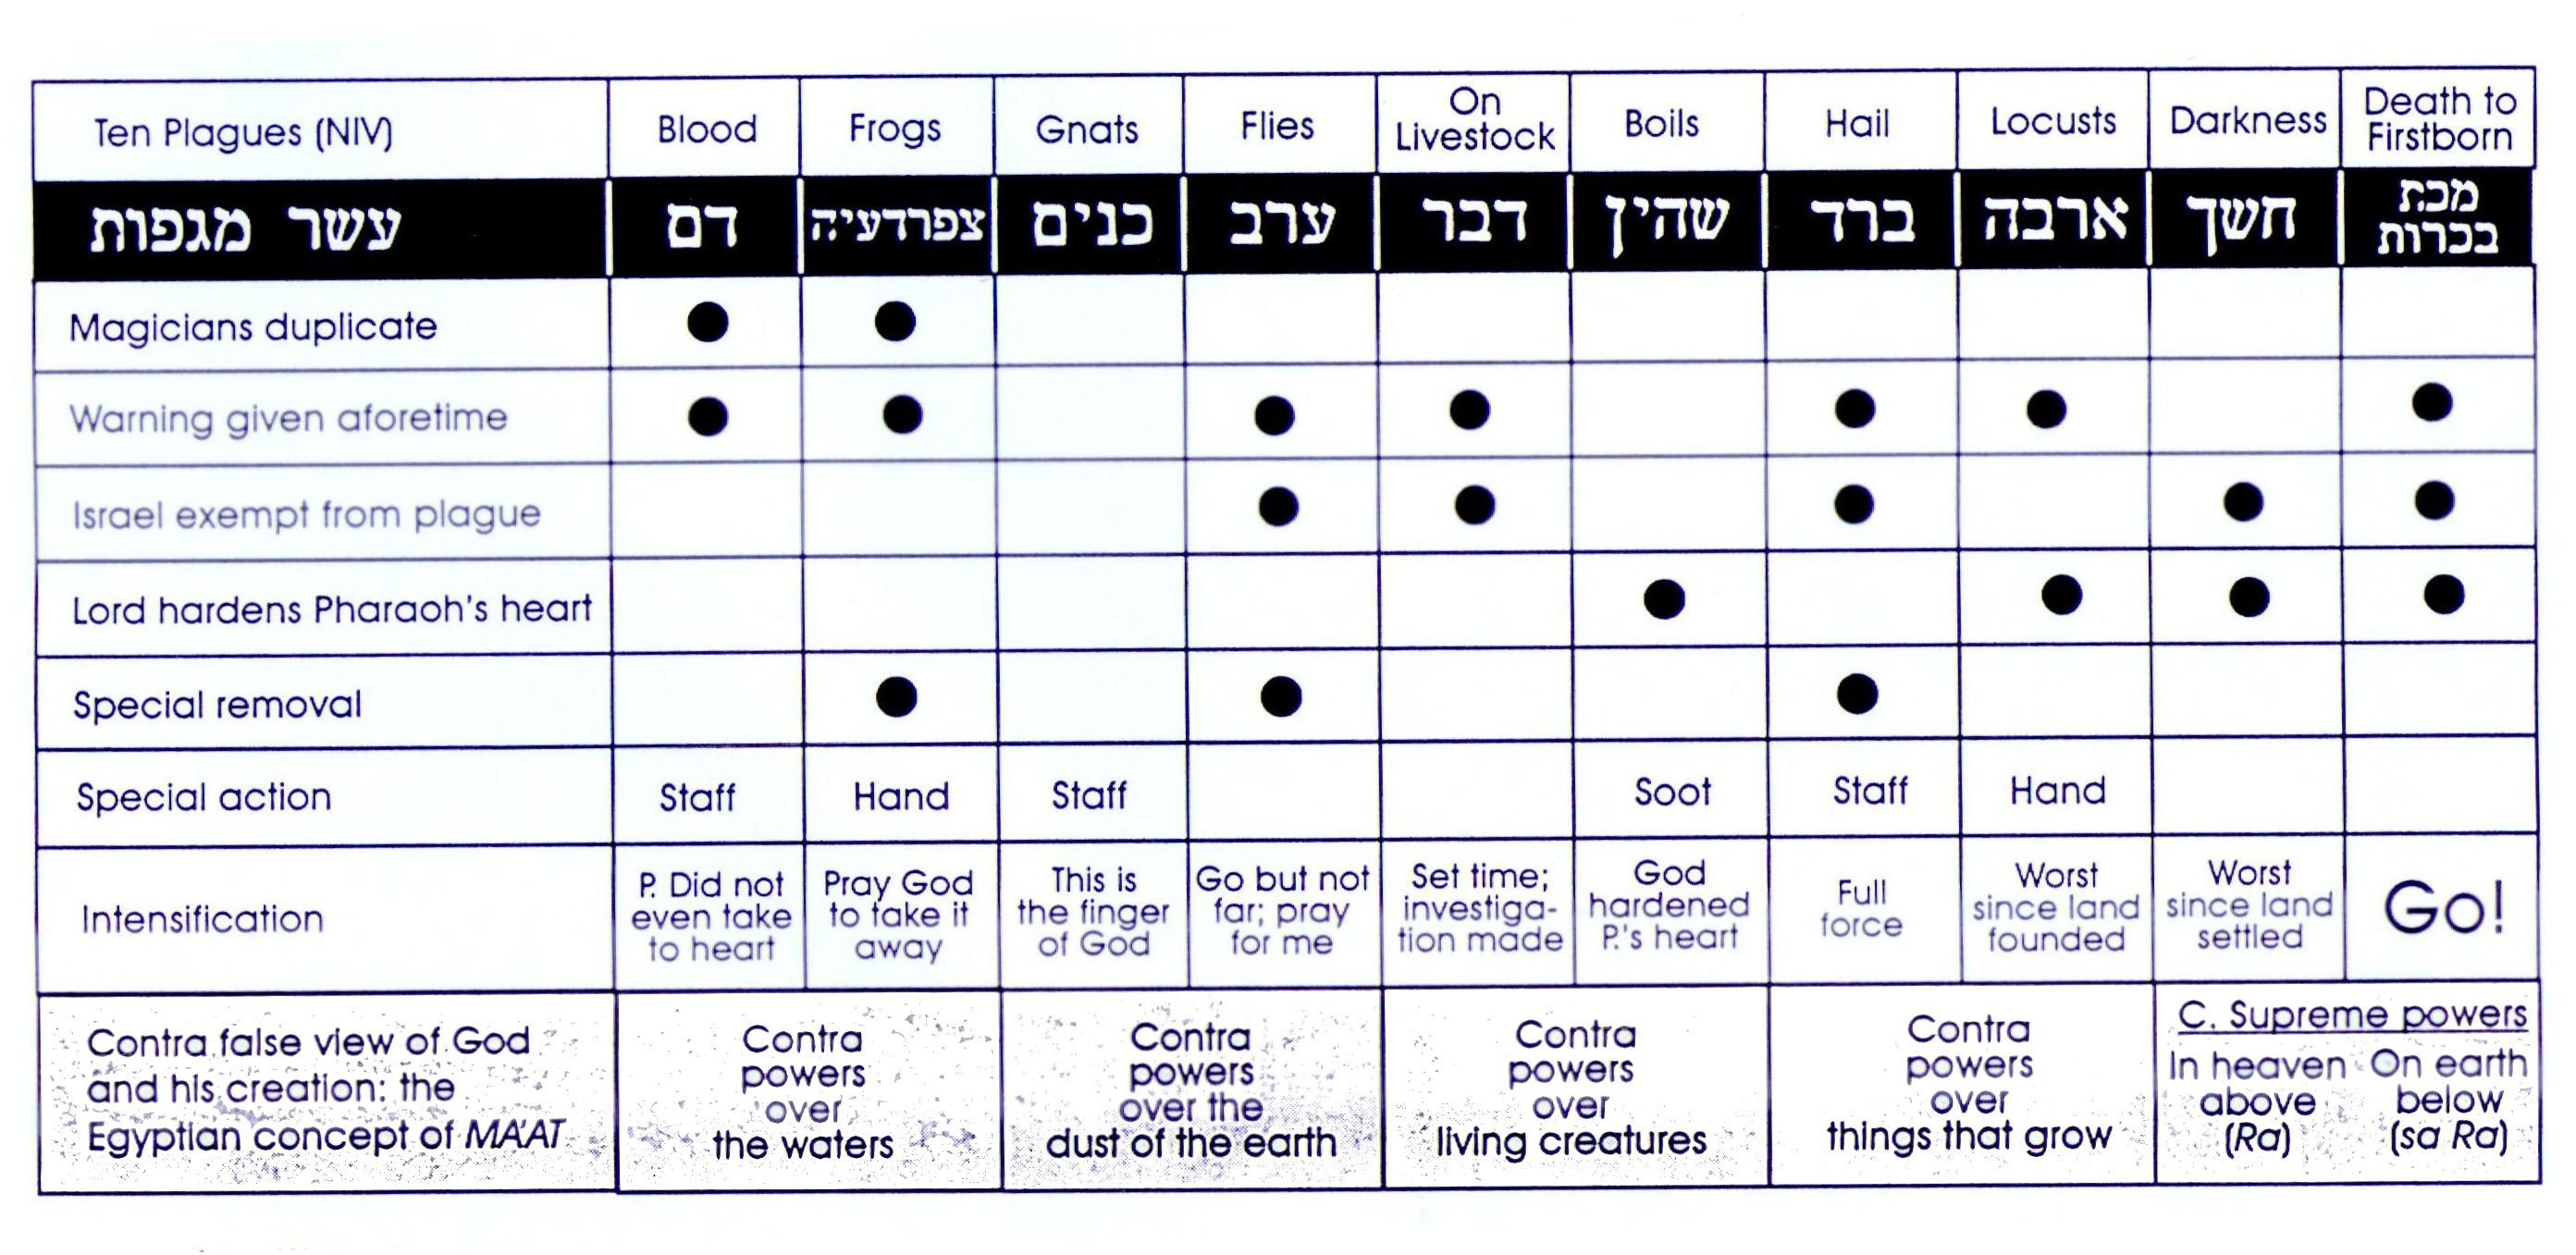 Ten Plagues (NIV)
Blood
Frogs
Gnats
Flies
On
Livestock
Boils
Hail
Locusts
Darkness
Death to
Firstborn
עשר מגפות
דם
צפרדעיה
כנים
ערב
דבר
שהין
ברד
ארבה
חשך
מכת
בכרות
Magicians duplicate
Warning given aforetime
Israel exempt from plague
Lord hardens Pharaoh's heart
Special removal
Special action
Staff
Hand
Staff
Soot
Staff
Hand
Intensification
P. Did not
even take
to heart
Pray God
to take it
away
This is
the finger
of God
Go but not
far; pray
for me
Set time;
investiga-
tion made
God
hardened
P.'s heart
Full
force
Worst
since land
founded
Worst
since land
settled
Go!
Contra false view of God
and his creation: the
Egyptian concept of MA'AT
Contra
powers
over
the waters
Contra
powers
over the
dust of the earth
Contra
powers
over
living creatures
Contra
powers
over
things that grow
C. Supreme powers
In heaven
above
(Ra)
On earth
below
(sa Ra)